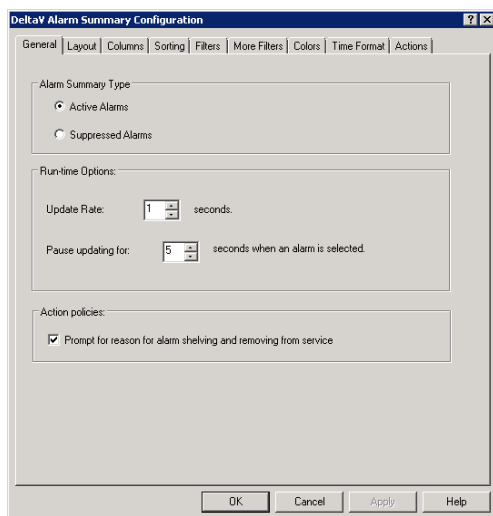 DeltaV Alarm Summary Configuration
General Layout Columns Sorting Filters More Filters Colors Time Format Actions
Alarm Summary Type
Active Alarms
Suppressed Alarms
Run-time Options:
Update Rate: 1 seconds.
Pause updating for: 5 seconds when an alarm is selected.
Action policies:
Prompt for reason for alarm shelving and removing from service
OK Cancel Apply Help